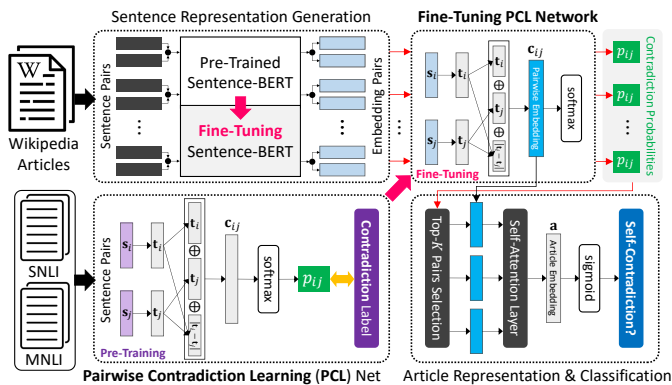 Sentence Representation Generation
Fine-Tuning PCL Network
W
Wikipedia
Articles
Sentence Pairs
...
Pre-Trained
Sentence-BERT
Fine-Tuning
Sentence-BERT
...
Embedding Pairs
s_i
t_i
s_j
t_j
t_i
⊕
t_j
⊕
|t_i − t_j|
Fine-Tuning
c_ij
Pairwise Embedding
softmax
p_ij
p_ij
...
p_ij
Contradiction Probabilities
SNLI
MNLI
Sentence Pairs
s_i
t_i
s_j
t_j
t_i
⊕
t_j
⊕
Pre-Training
c_ij
softmax
p_ij
Contradiction Label
Pairwise Contradiction Learning (PCL) Net
Top-K Pairs Selection
...
Self-Attention Layer
a
Article Embedding
sigmoid
Self-Contradiction?
Article Representation & Classification